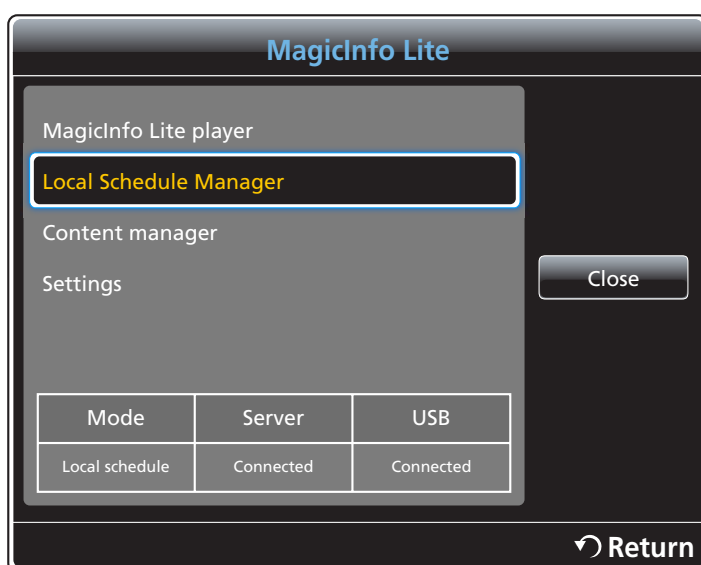 MagicInfo Lite
MagicInfo Lite player
Local Schedule Manager
Content manager
Settings
Close
Mode Server USB
Local schedule Connected Connected
Return